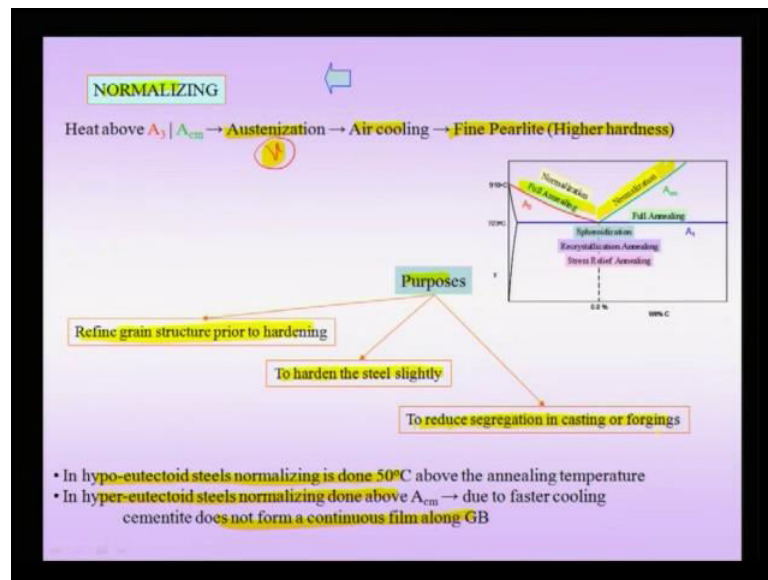 NORMALIZING
Heat above A3 | Acm → Austenization → Air cooling → Fine Pearlite (Higher hardness)
910°C
Normalization
Full Annealing
A3
Normalization
Acm
Full Annealing
723°C
A1
Spheroidization
Recrystallization Annealing
Stress Relief Annealing
T
0.8 %
Wt% C
Purposes
Refine grain structure prior to hardening
To harden the steel slightly
To reduce segregation in casting or forgings
• In hypo-eutectoid steels normalizing is done 50°C above the annealing temperature
• In hyper-eutectoid steels normalizing done above Acm → due to faster cooling
cementite does not form a continuous film along GB